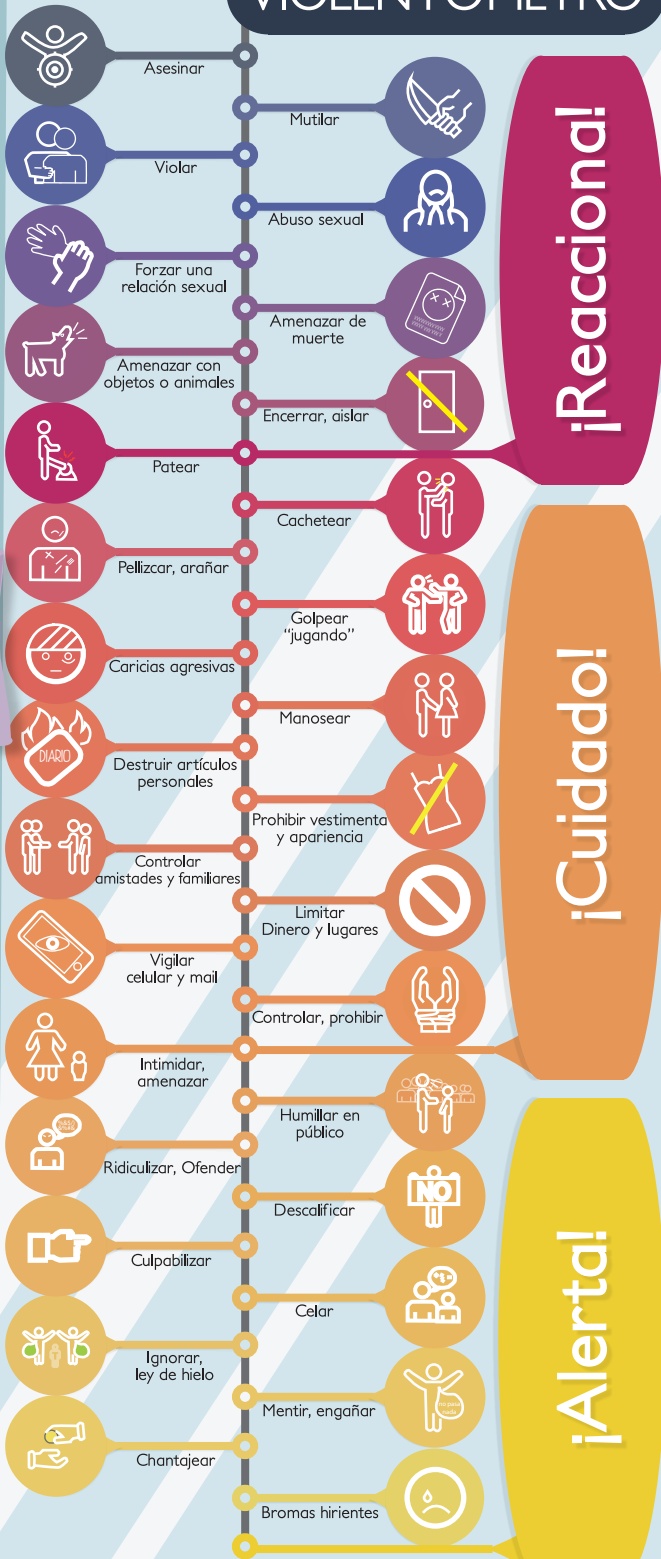 VIOLENTÓMETRO
Asesinar
Mutilar
Violar
Abuso sexual
Forzar una
relación sexual
Amenazar de
muerte
Amenazar con
objetos o animales
Encerrar, aislar
Patear
¡Reacciona!
Cachetear
Pellizcar, arañar
Golpear
“jugando”
Caricias agresivas
Manosear
DIARIO
Destruir artículos
personales
Prohibir vestimenta
y apariencia
Controlar
amistades y familiares
Limitar
Dinero y lugares
Vigilar
celular y mail
Controlar, prohibir
Intimidar,
amenazar
¡Cuidado!
Humillar en
público
Ridiculizar, Ofender
NO
Descalificar
Culpabilizar
Celar
Ignorar,
ley de hielo
no pasa
nada
Mentir, engañar
Chantajear
Bromas hirientes
¡Alerta!